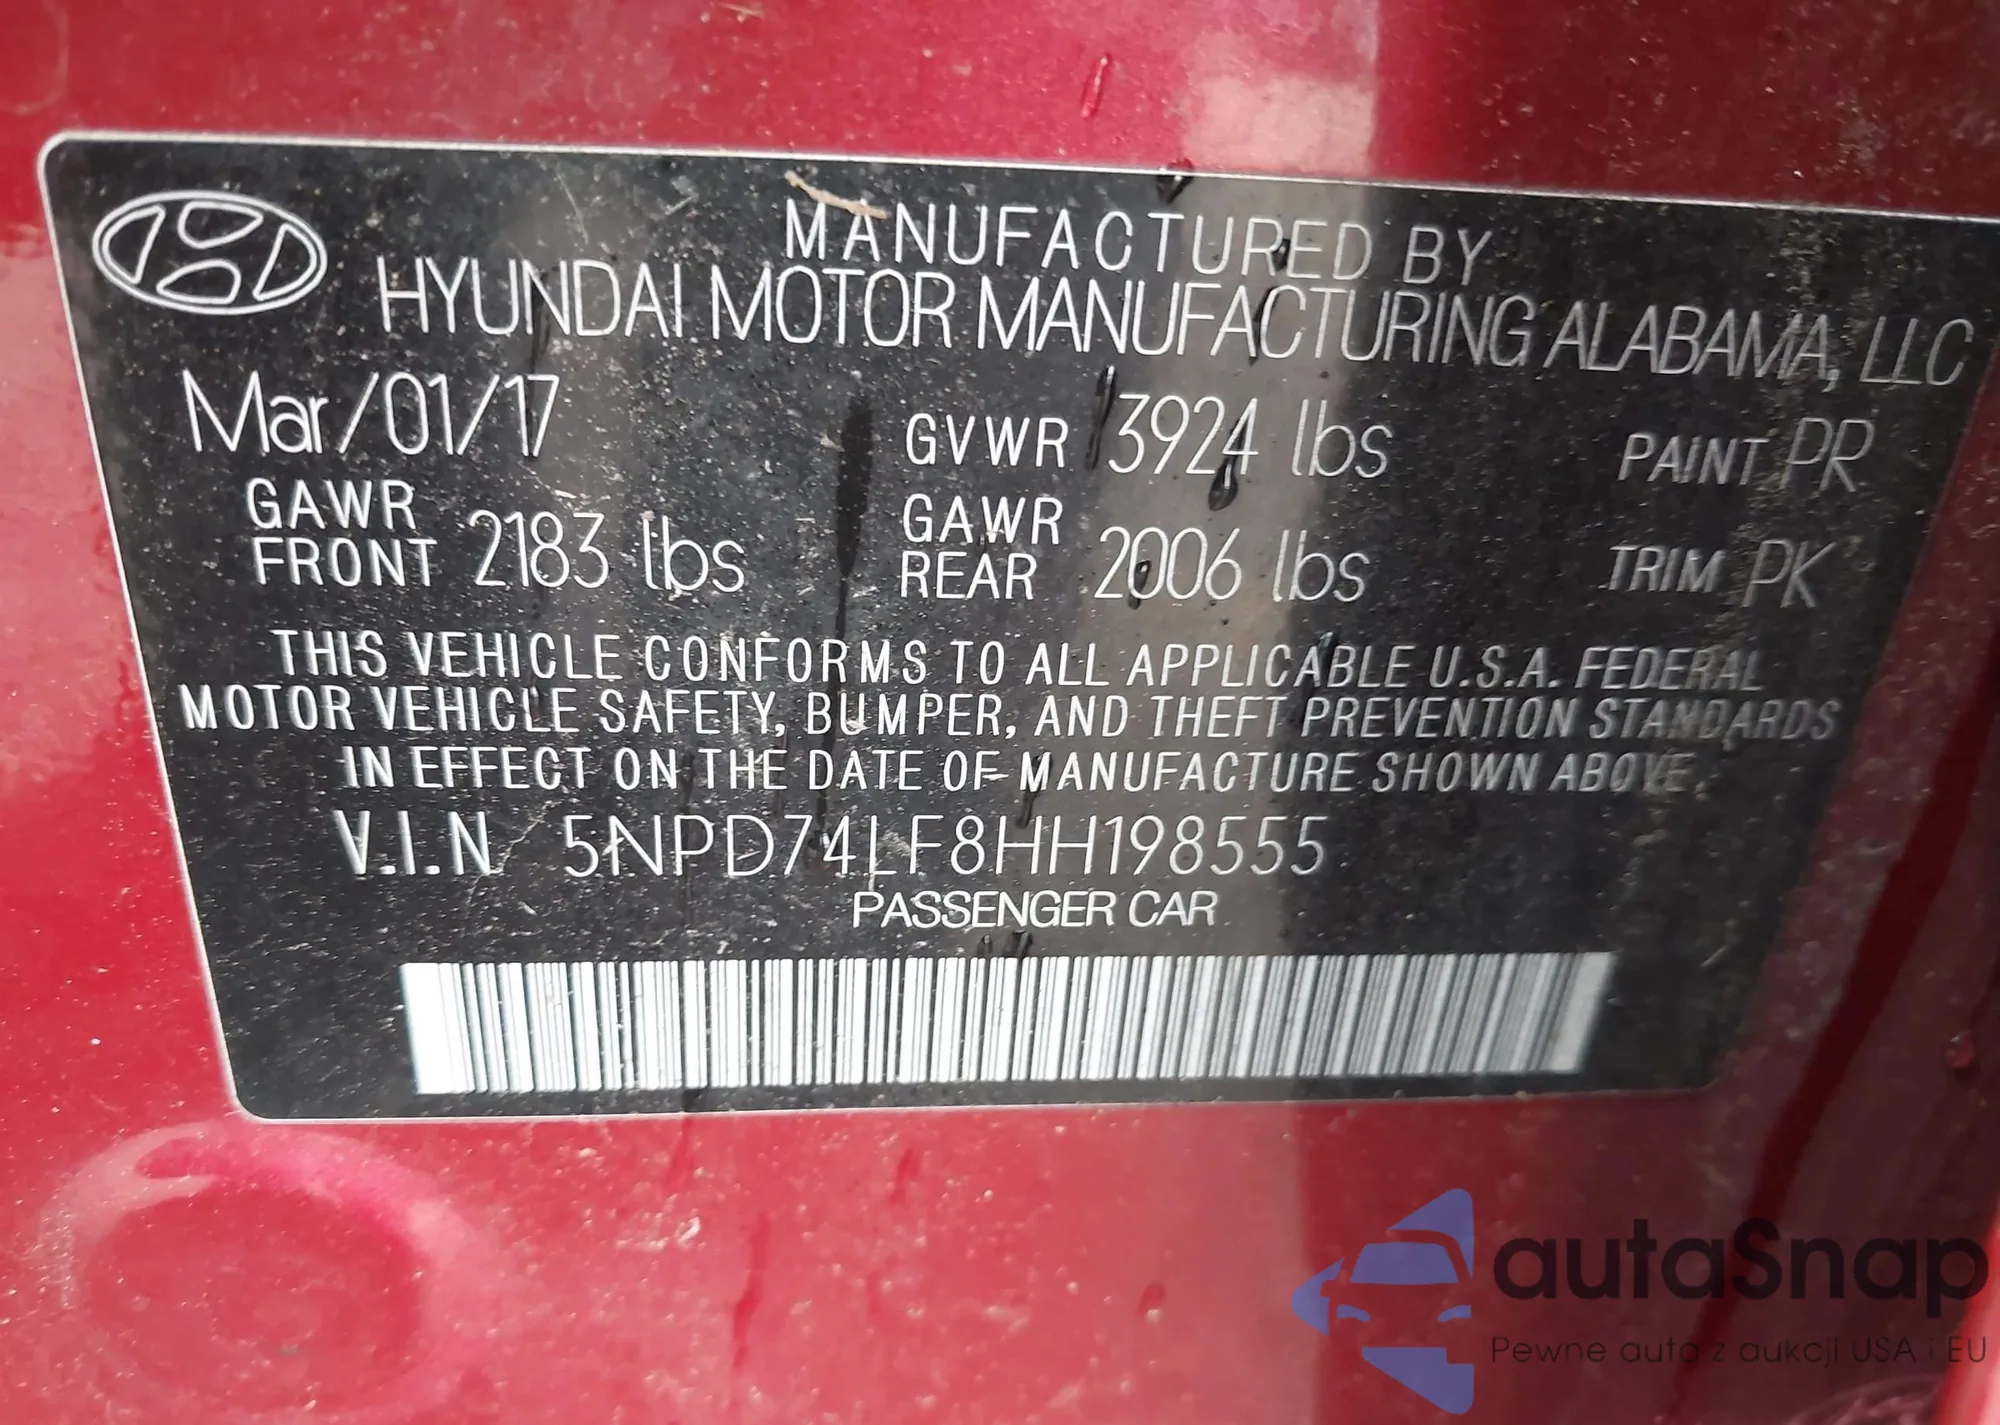 MANUFACTURED BY
HYUNDAI MOTOR MANUFACTURING ALABAMA, LLC
Mar/01/17 GVWR 3924 lbs PAINT PR
GAWR FRONT 2183 lbs GAWR REAR 2006 lbs TRIM PK
THIS VEHICLE CONFORMS TO ALL APPLICABLE U.S.A. FEDERAL
MOTOR VEHICLE SAFETY, BUMPER, AND THEFT PREVENTION STANDARDS
IN EFFECT ON THE DATE OF MANUFACTURE SHOWN ABOVE.
V.I.N 5NPD74LF8HH198555
PASSENGER CAR
autaSnap
Pewne auta z aukcji USA i EU